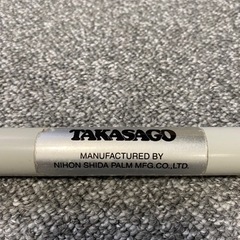 TAKASAGO
MANUFACTURED BY
NIHON SHIDA PALM MFG.CO.,LTD.